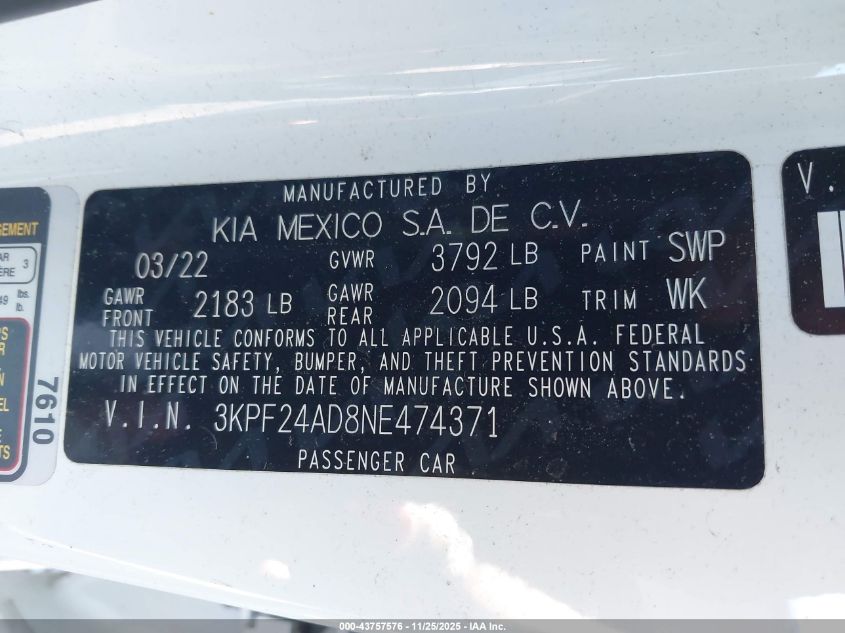 MANUFACTURED BY
KIA MEXICO S.A. DE C.V.
03/22 GVWR 3792 LB PAINT SWP
GAWR FRONT 2183 LB GAWR REAR 2094 LB TRIM WK
THIS VEHICLE CONFORMS TO ALL APPLICABLE U.S.A. FEDERAL
MOTOR VEHICLE SAFETY, BUMPER, AND THEFT PREVENTION STANDARDS
IN EFFECT ON THE DATE OF MANUFACTURE SHOWN ABOVE.
V.I.N. 3KPF24AD8NE474371
PASSENGER CAR
7610
V.
000-43757576 - 11/25/2025 - IAA Inc.